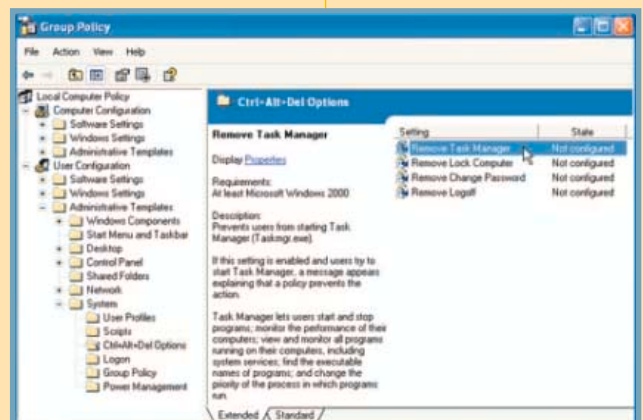 Group Policy
File Action View Help
Local Computer Policy
Computer Configuration
Software Settings
Windows Settings
Administrative Templates
User Configuration
Software Settings
Windows Settings
Administrative Templates
Windows Components
Start Menu and Taskbar
Desktop
Control Panel
Shared Folders
Network
System
User Profiles
Scripts
Ctrl+Alt+Del Options
Logon
Group Policy
Power Management
Ctrl+Alt+Del Options
Remove Task Manager
Display Properties
Requirements:
At least Microsoft Windows 2000
Description:
Prevents users from starting Task
Manager (Taskmgr.exe).
If this setting is enabled and users try to
start Task Manager, a message appears
explaining that a policy prevents the
action.
Task Manager lets users start and stop
programs; monitor the performance of their
computers; view and monitor all programs
running on their computers, including
system services; find the executable
names of programs; and change the
priority of the process in which programs
run.
Setting State
Remove Task Manager Not configured
Remove Lock Computer Not configured
Remove Change Password Not configured
Remove Logoff Not configured
Extended Standard